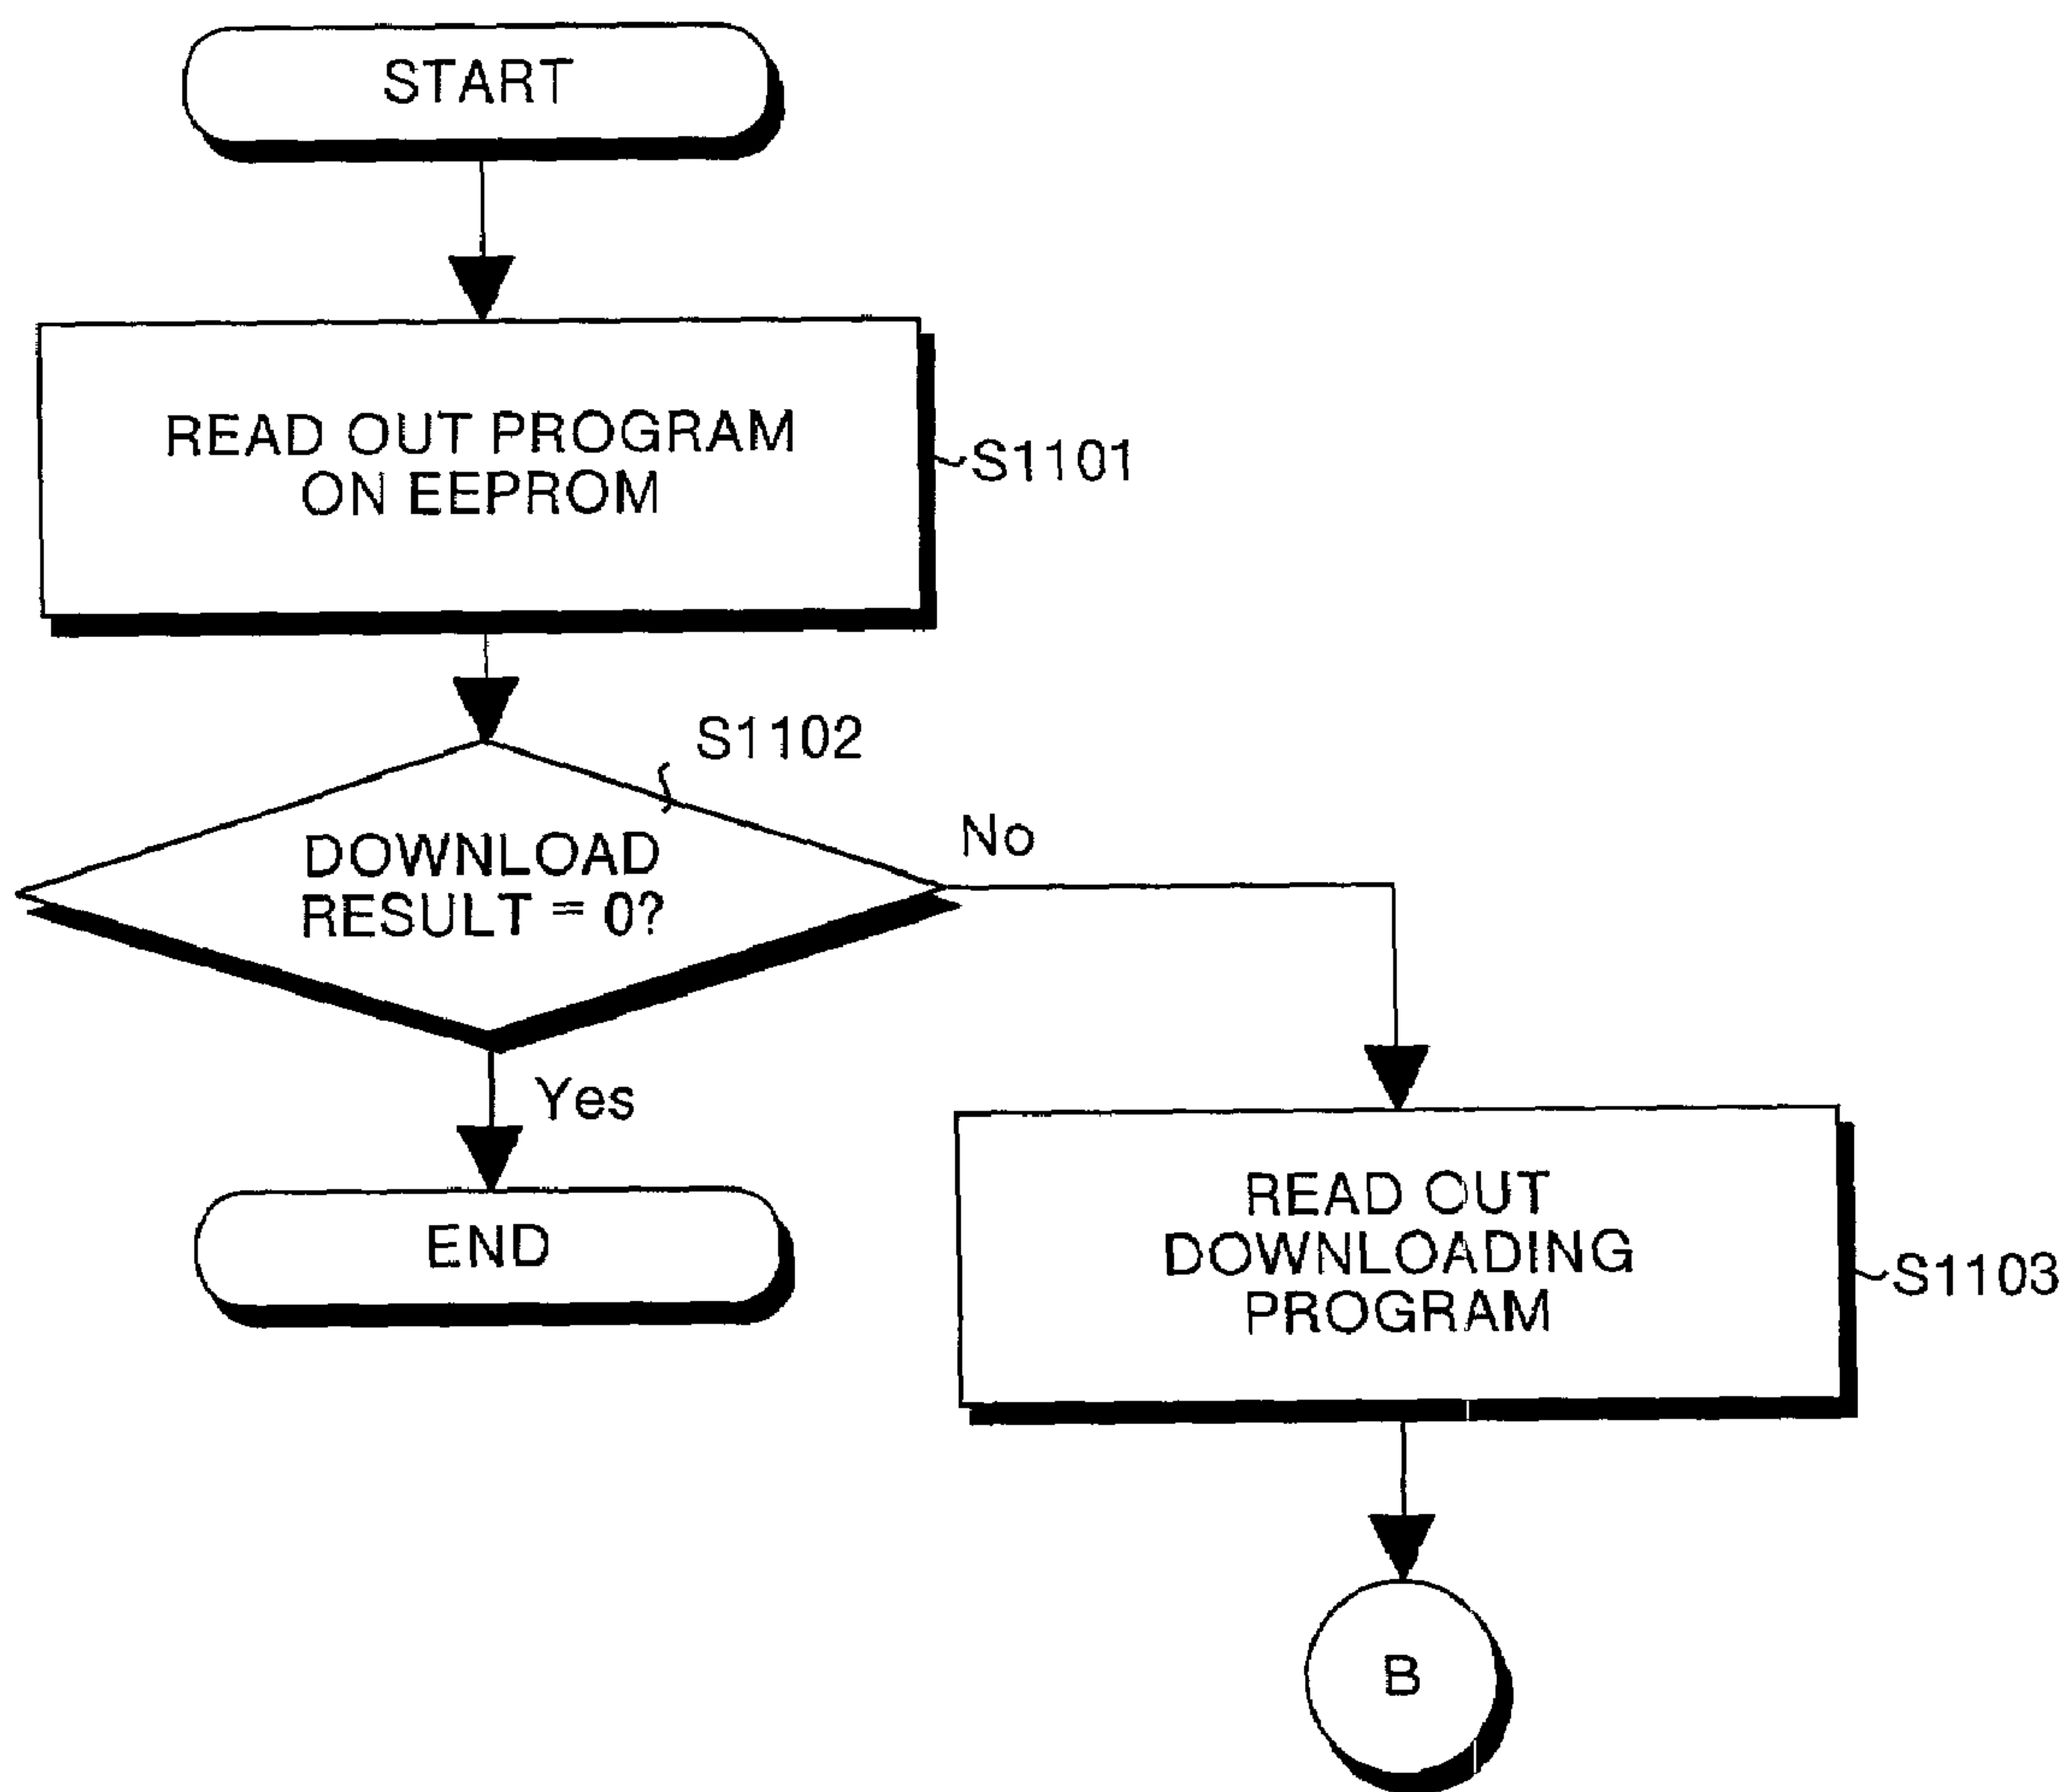 START
READ OUT PROGRAM
ON EEPROM
S1101
S1102
DOWNLOAD
RESULT = 0?
No
Yes
END
READ OUT
DOWNLOADING
PROGRAM
S1103
B